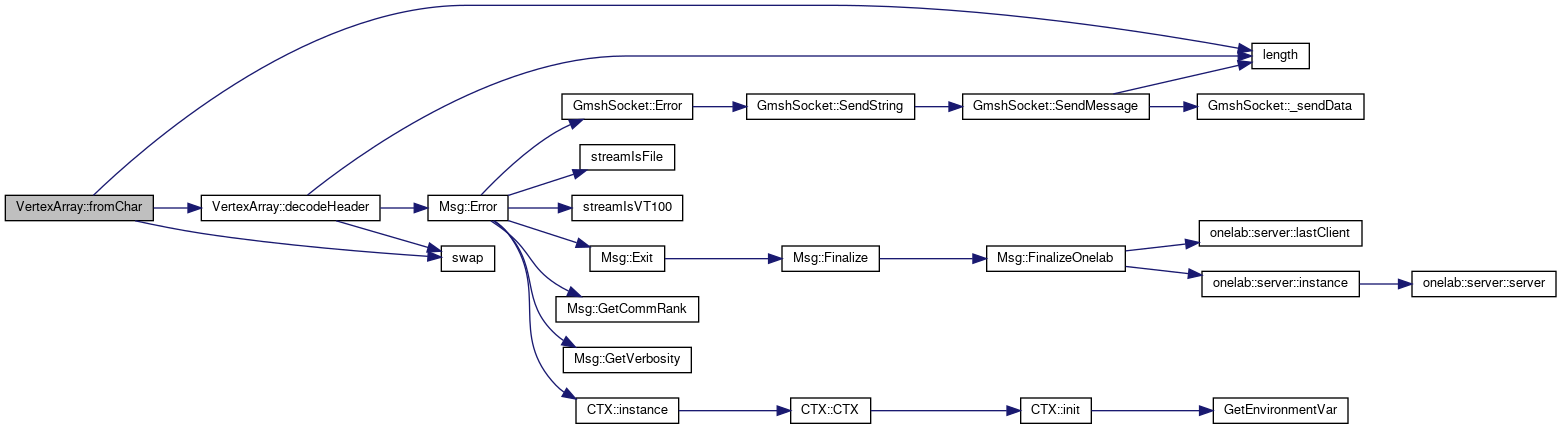 length
GmshSocket::Error
GmshSocket::SendString
GmshSocket::SendMessage
GmshSocket::_sendData
streamIsFile
VertexArray::fromChar
VertexArray::decodeHeader
Msg::Error
streamIsVT100
swap
Msg::Exit
Msg::Finalize
Msg::FinalizeOnelab
onelab::server::lastClient
onelab::server::instance
onelab::server::server
Msg::GetCommRank
Msg::GetVerbosity
CTX::instance
CTX::CTX
CTX::init
GetEnvironmentVar